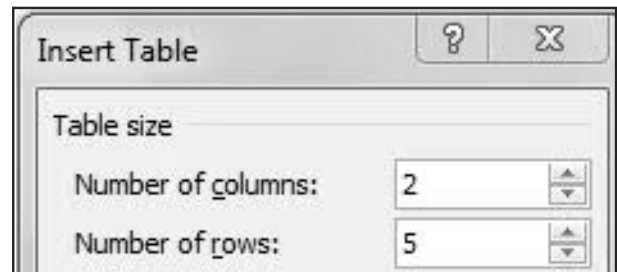 Insert Table
Table size
Number of columns: 2
Number of rows: 5